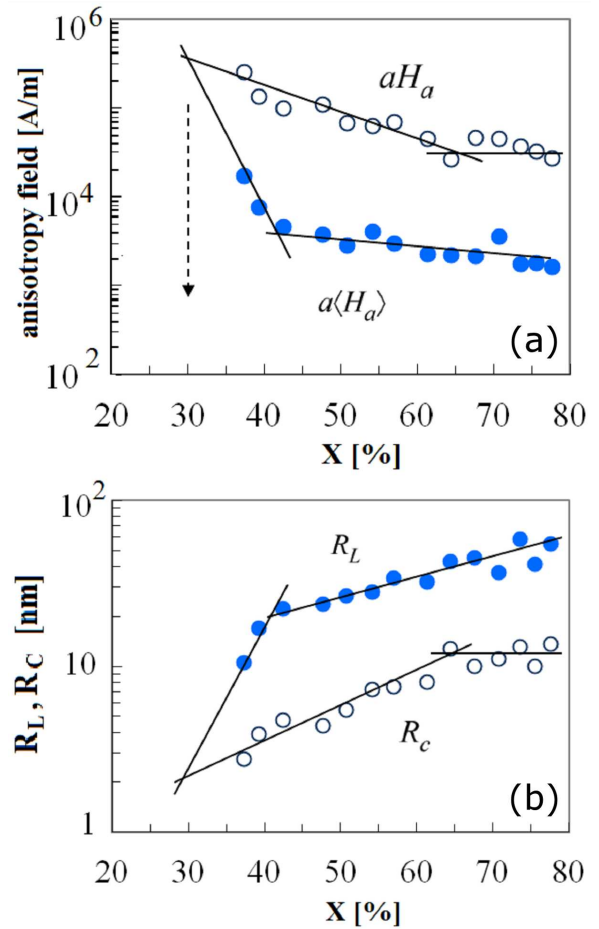 10^6
aH_a
anisotropy field [A/m]
10^4
a⟨H_a⟩
(a)
10^2
20 30 40 50 60 70 80
X [%]
10^2
R_L
R_L, R_C [nm]
10
R_c
(b)
1
20 30 40 50 60 70 80
X [%]